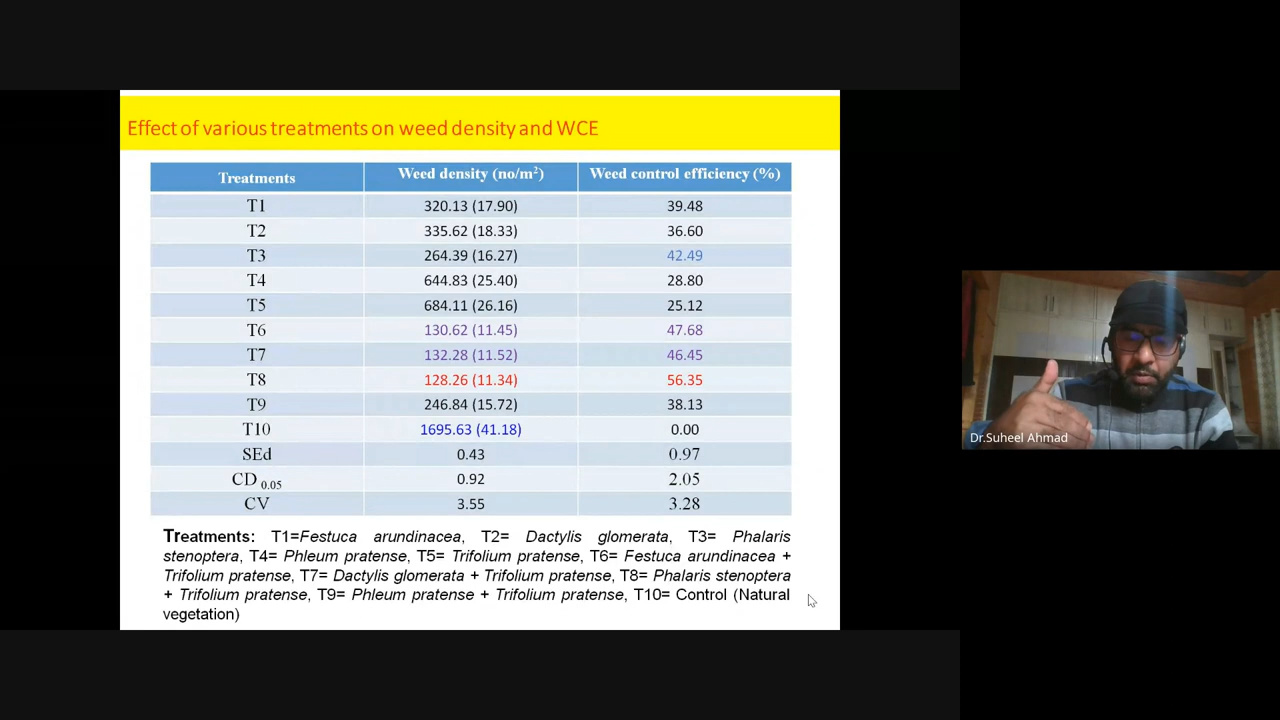 Effect of various treatments on weed density and WCE
Treatments Weed density (no/m²) Weed control efficiency (%)
T1 320.13 (17.90) 39.48
T2 335.62 (18.33) 36.60
T3 264.39 (16.27) 42.49
T4 644.83 (25.40) 28.80
T5 684.11 (26.16) 25.12
T6 130.62 (11.45) 47.68
T7 132.28 (11.52) 46.45
T8 128.26 (11.34) 56.35
T9 246.84 (15.72) 38.13
T10 1695.63 (41.18) 0.00
SEd 0.43 0.97
CD 0.05 0.92 2.05
CV 3.55 3.28
Treatments: T1=Festuca arundinacea, T2= Dactylis glomerata, T3= Phalaris
stenoptera, T4= Phleum pratense, T5= Trifolium pratense, T6= Festuca arundinacea +
Trifolium pratense, T7= Dactylis glomerata + Trifolium pratense, T8= Phalaris stenoptera
+ Trifolium pratense, T9= Phleum pratense + Trifolium pratense, T10= Control (Natural
vegetation)
Dr.Suheel Ahmad